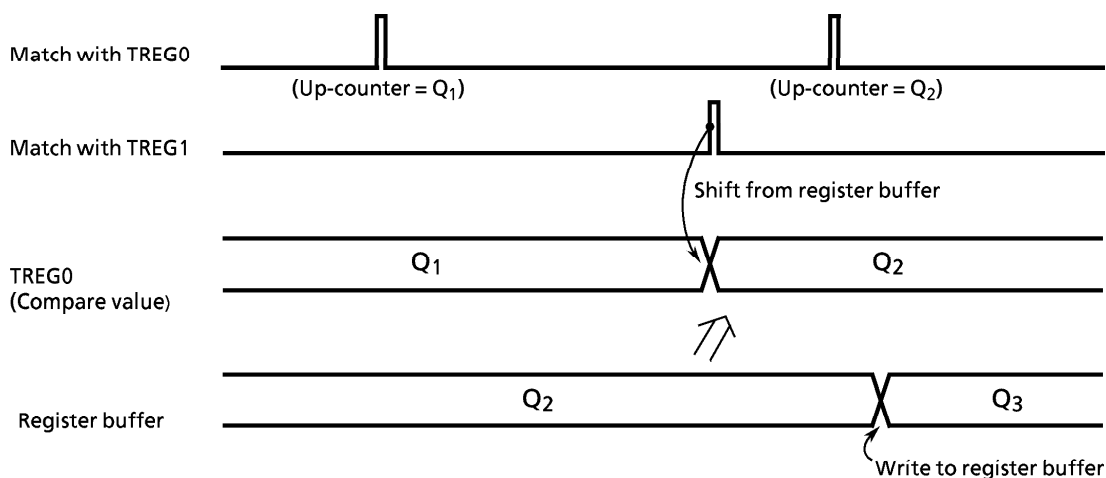 Match with TREG0
(Up-counter = Q₁)
(Up-counter = Q₂)
Match with TREG1
Shift from register buffer
TREG0
(Compare value)
Q₁
Q₂
Register buffer
Q₂
Q₃
Write to register buffer